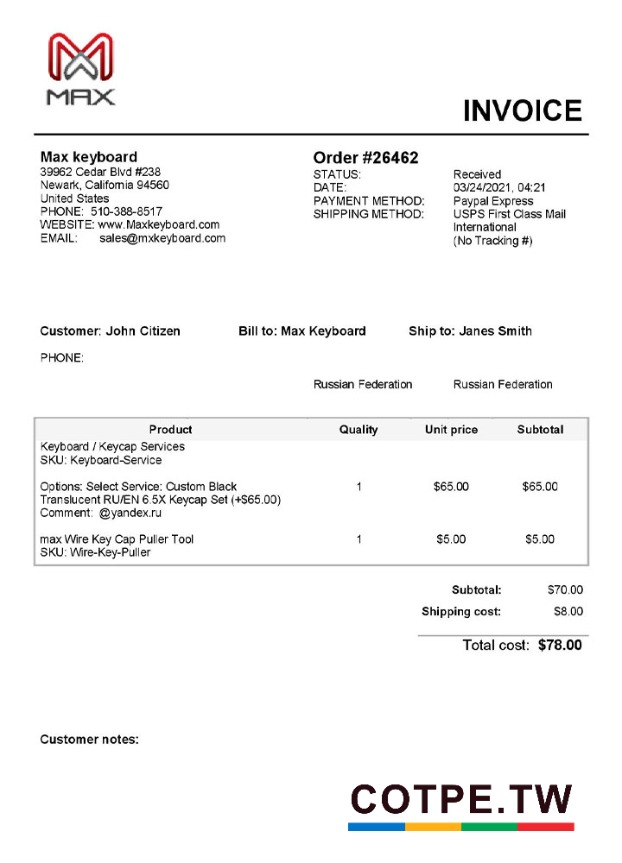 MAX
INVOICE
Max keyboard
39962 Cedar Blvd #238
Newark, California 94560
United States
PHONE: 510-388-8517
WEBSITE: www.Maxkeyboard.com
EMAIL: sales@mxkeyboard.com
Order #26462
STATUS: Received
DATE: 03/24/2021, 04:21
PAYMENT METHOD: Paypal Express
SHIPPING METHOD: USPS First Class Mail
International
(No Tracking #)
Customer: John Citizen Bill to: Max Keyboard Ship to: Janes Smith
PHONE:
Russian Federation Russian Federation
Product Quality Unit price Subtotal
Keyboard / Keycap Services
SKU: Keyboard-Service
Options: Select Service: Custom Black 1 $65.00 $65.00
Translucent RU/EN 6.5X Keycap Set (+$65.00)
Comment: @yandex.ru
max Wire Key Cap Puller Tool 1 $5.00 $5.00
SKU: Wire-Key-Puller
Subtotal: $70.00
Shipping cost: $8.00
Total cost: $78.00
Customer notes:
COTPE.TW